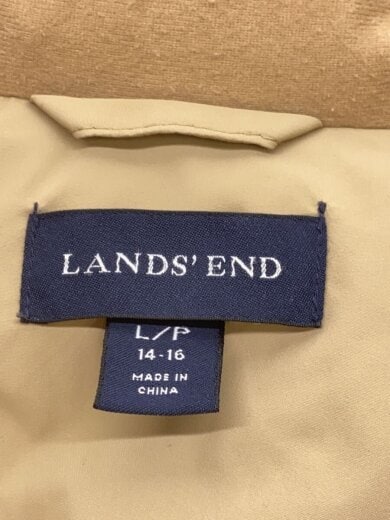 LANDS' END
L/P
14-16
MADE IN
CHINA